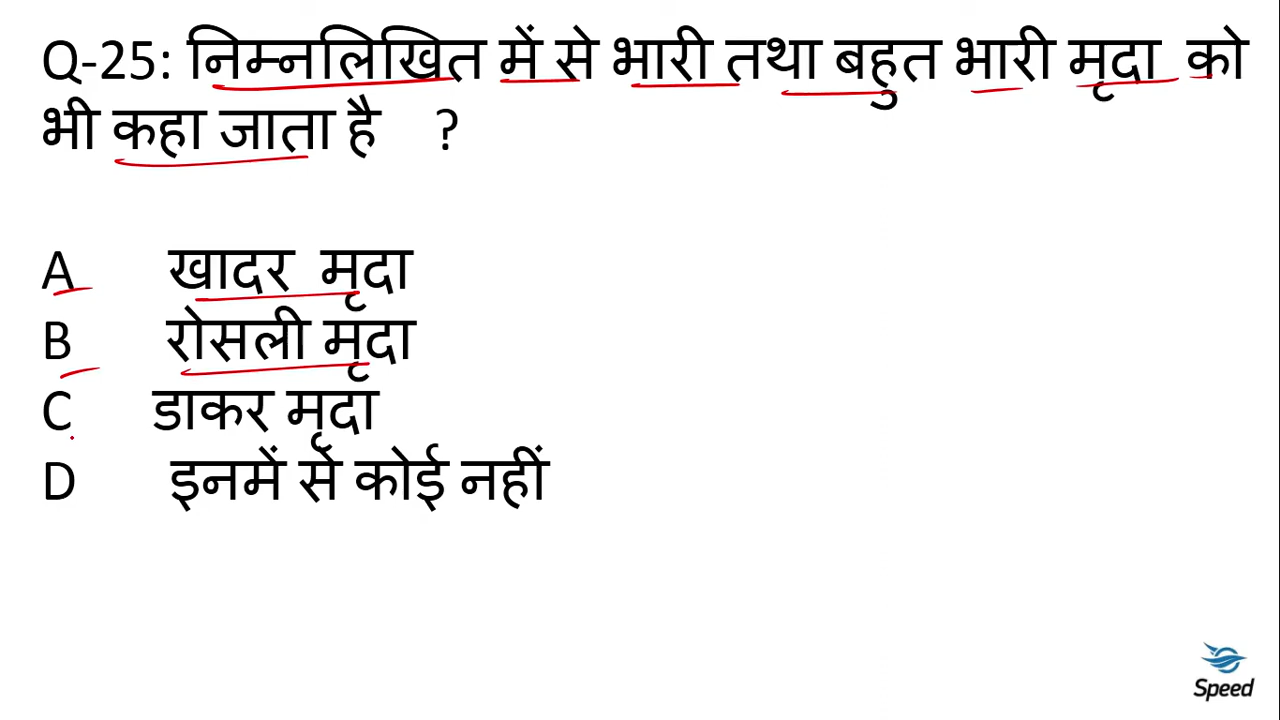 Q-25: निम्नलिखित में से भारी तथा बहुत भारी मृदा को
भी कहा जाता है ?
A खादर मृदा
B रोसली मृदा
C डाकर मृदा
D इनमें से कोई नहीं
Speed